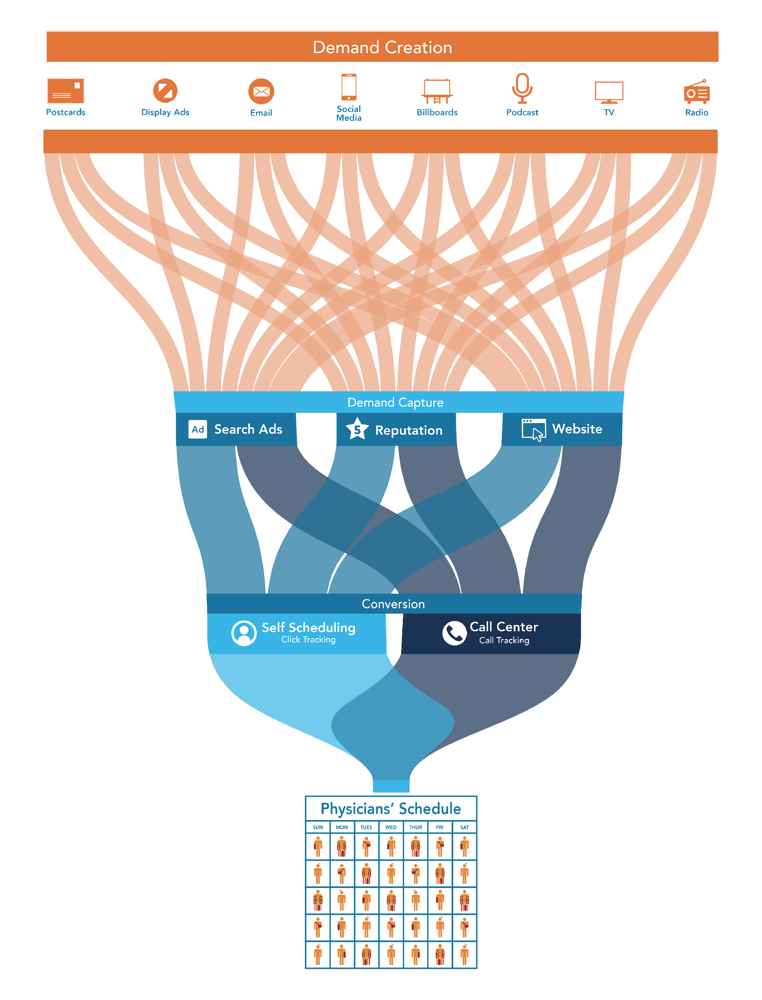 Demand Creation
Postcards
Display Ads
Email
Social
Media
Billboards
Podcast
TV
Radio
Demand Capture
Ad Search Ads
5 Reputation
Website
Conversion
Self Scheduling
Click Tracking
Call Center
Call Tracking
Physicians’ Schedule
SUN MON TUES WED THUR FRI SAT